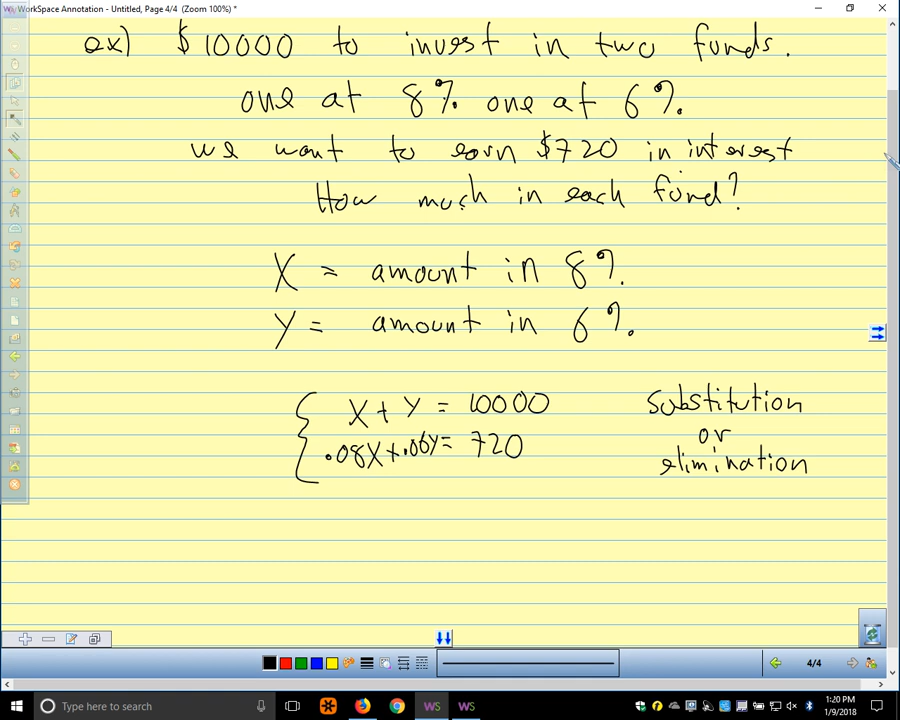 WorkSpace Annotation - Untitled, Page 4/4 (Zoom 100%) *
ex) $10000 to invest in two funds.
one at 8% one at 6%.
we want to earn $720 in interest
How much in each fund?
X = amount in 8%.
Y = amount in 6%.
X + Y = 10000
.08X + .06Y = 720
substitution
or
elimination
4/4
Type here to search
WS
WS
1:20 PM
1/9/2018